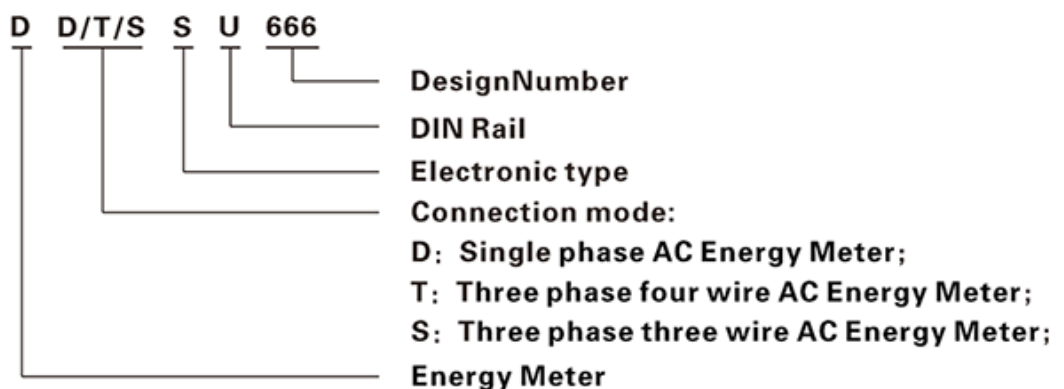 D D/T/S S U 666
DesignNumber
DIN Rail
Electronic type
Connection mode:
D: Single phase AC Energy Meter;
T: Three phase four wire AC Energy Meter;
S: Three phase three wire AC Energy Meter;
Energy Meter